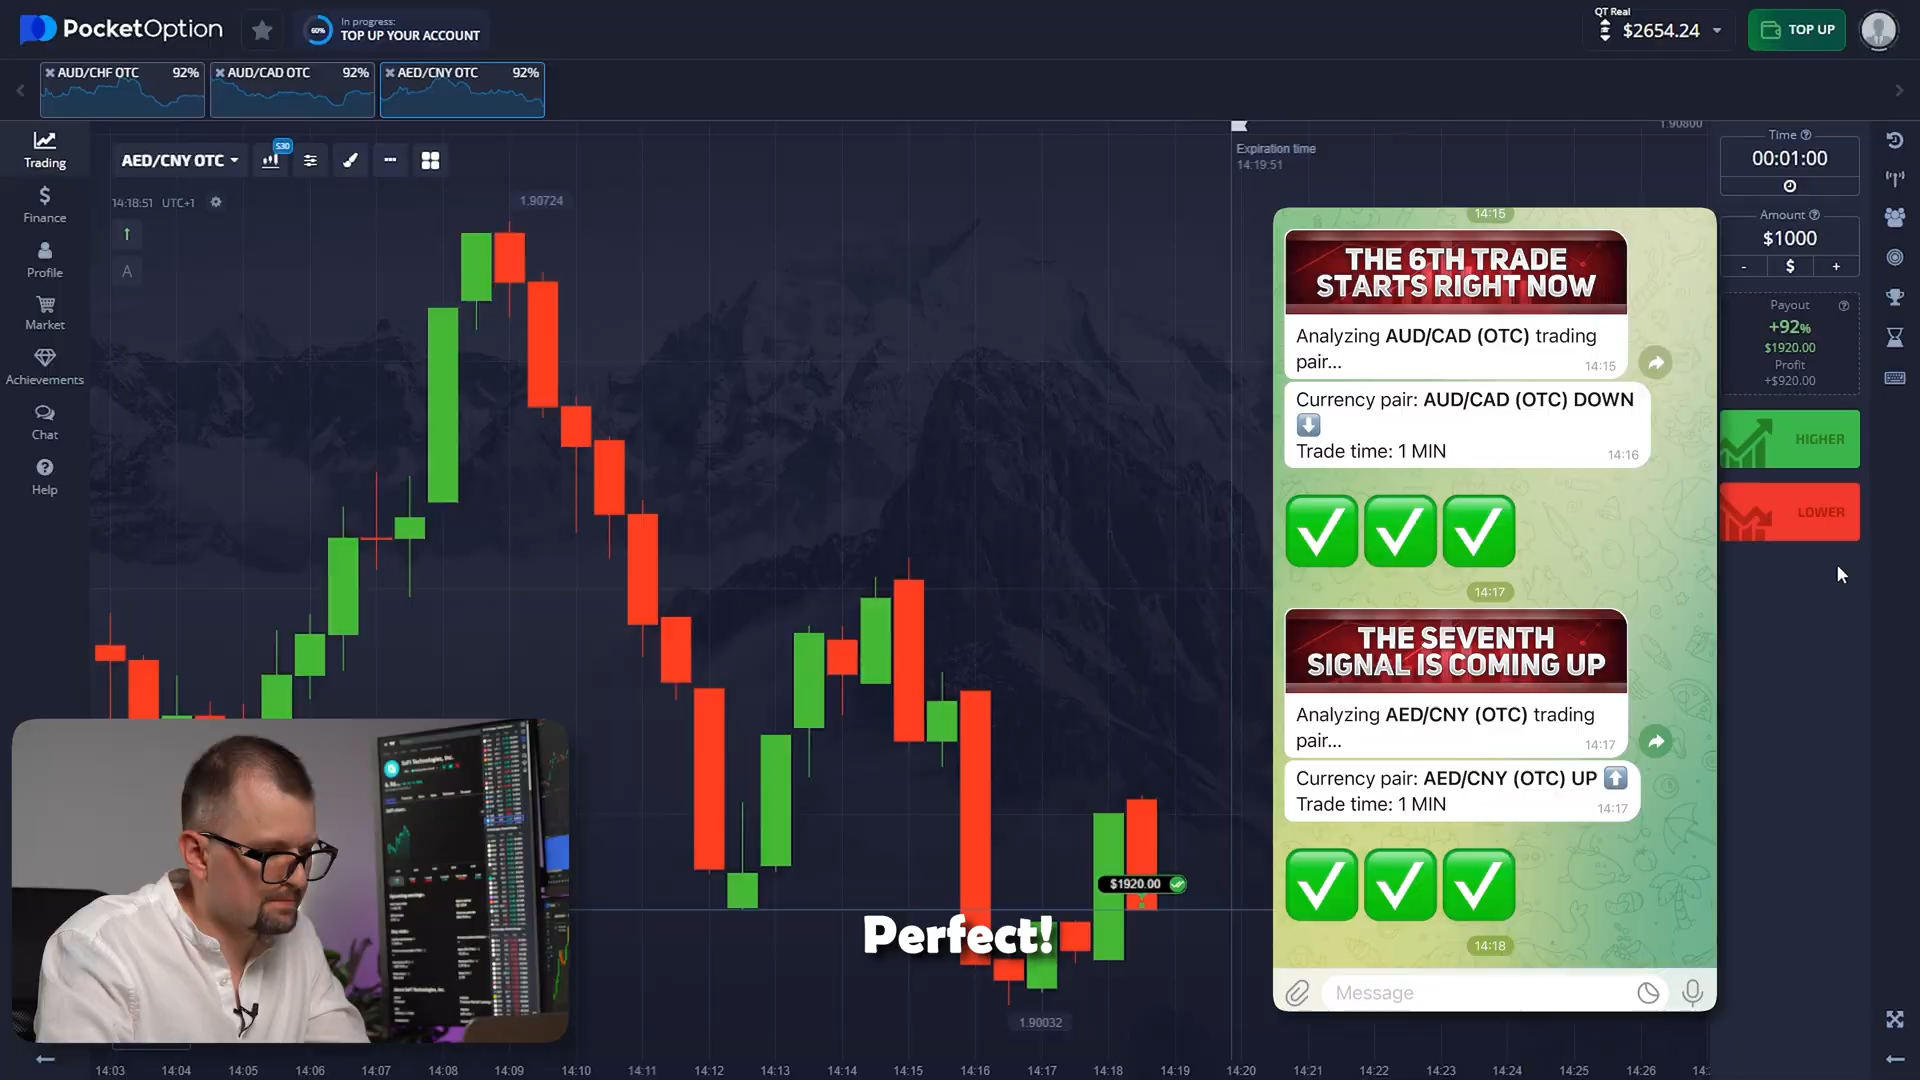 PocketOption
60%
In progress:
TOP UP YOUR ACCOUNT
QT Real
$2654.24
TOP UP
AUD/CHF OTC 92%
AUD/CAD OTC 92%
AED/CNY OTC 92%
Trading
Finance
Profile
Market
Achievements
Chat
Help
AED/CNY OTC
S30
14:18:51 UTC+1
A
1.90724
Expiration time
14:19:51
1.90800
Time
00:01:00
Amount
$1000
- $ +
Payout
+92%
$1920.00
Profit
+$920.00
HIGHER
LOWER
14:15
THE 6TH TRADE
STARTS RIGHT NOW
Analyzing AUD/CAD (OTC) trading
pair...
14:15
Currency pair: AUD/CAD (OTC) DOWN
⬇️
Trade time: 1 MIN
14:16
✅✅✅
14:17
THE SEVENTH
SIGNAL IS COMING UP
Analyzing AED/CNY (OTC) trading
pair...
14:17
Currency pair: AED/CNY (OTC) UP ⬆️
Trade time: 1 MIN
14:17
✅✅✅
14:18
Message
$1920.00
Perfect!
1.90032
14:03 14:04 14:05 14:06 14:07 14:08 14:09 14:10 14:11 14:12 14:13 14:14 14:15 14:16 14:17 14:18 14:19 14:20 14:21 14:22 14:23 14:24 14:25 14:26